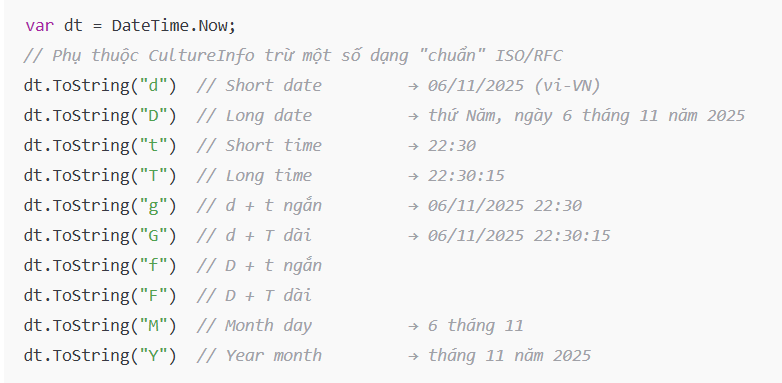 var dt = DateTime.Now;
// Phụ thuộc CultureInfo trừ một số dạng "chuẩn" ISO/RFC
dt.ToString("d")  // Short date         → 06/11/2025 (vi-VN)
dt.ToString("D")  // Long date          → thứ Năm, ngày 6 tháng 11 năm 2025
dt.ToString("t")  // Short time         → 22:30
dt.ToString("T")  // Long time          → 22:30:15
dt.ToString("g")  // d + t ngắn         → 06/11/2025 22:30
dt.ToString("G")  // d + T dài          → 06/11/2025 22:30:15
dt.ToString("f")  // D + t ngắn
dt.ToString("F")  // D + T dài
dt.ToString("M")  // Month day          → 6 tháng 11
dt.ToString("Y")  // Year month         → tháng 11 năm 2025